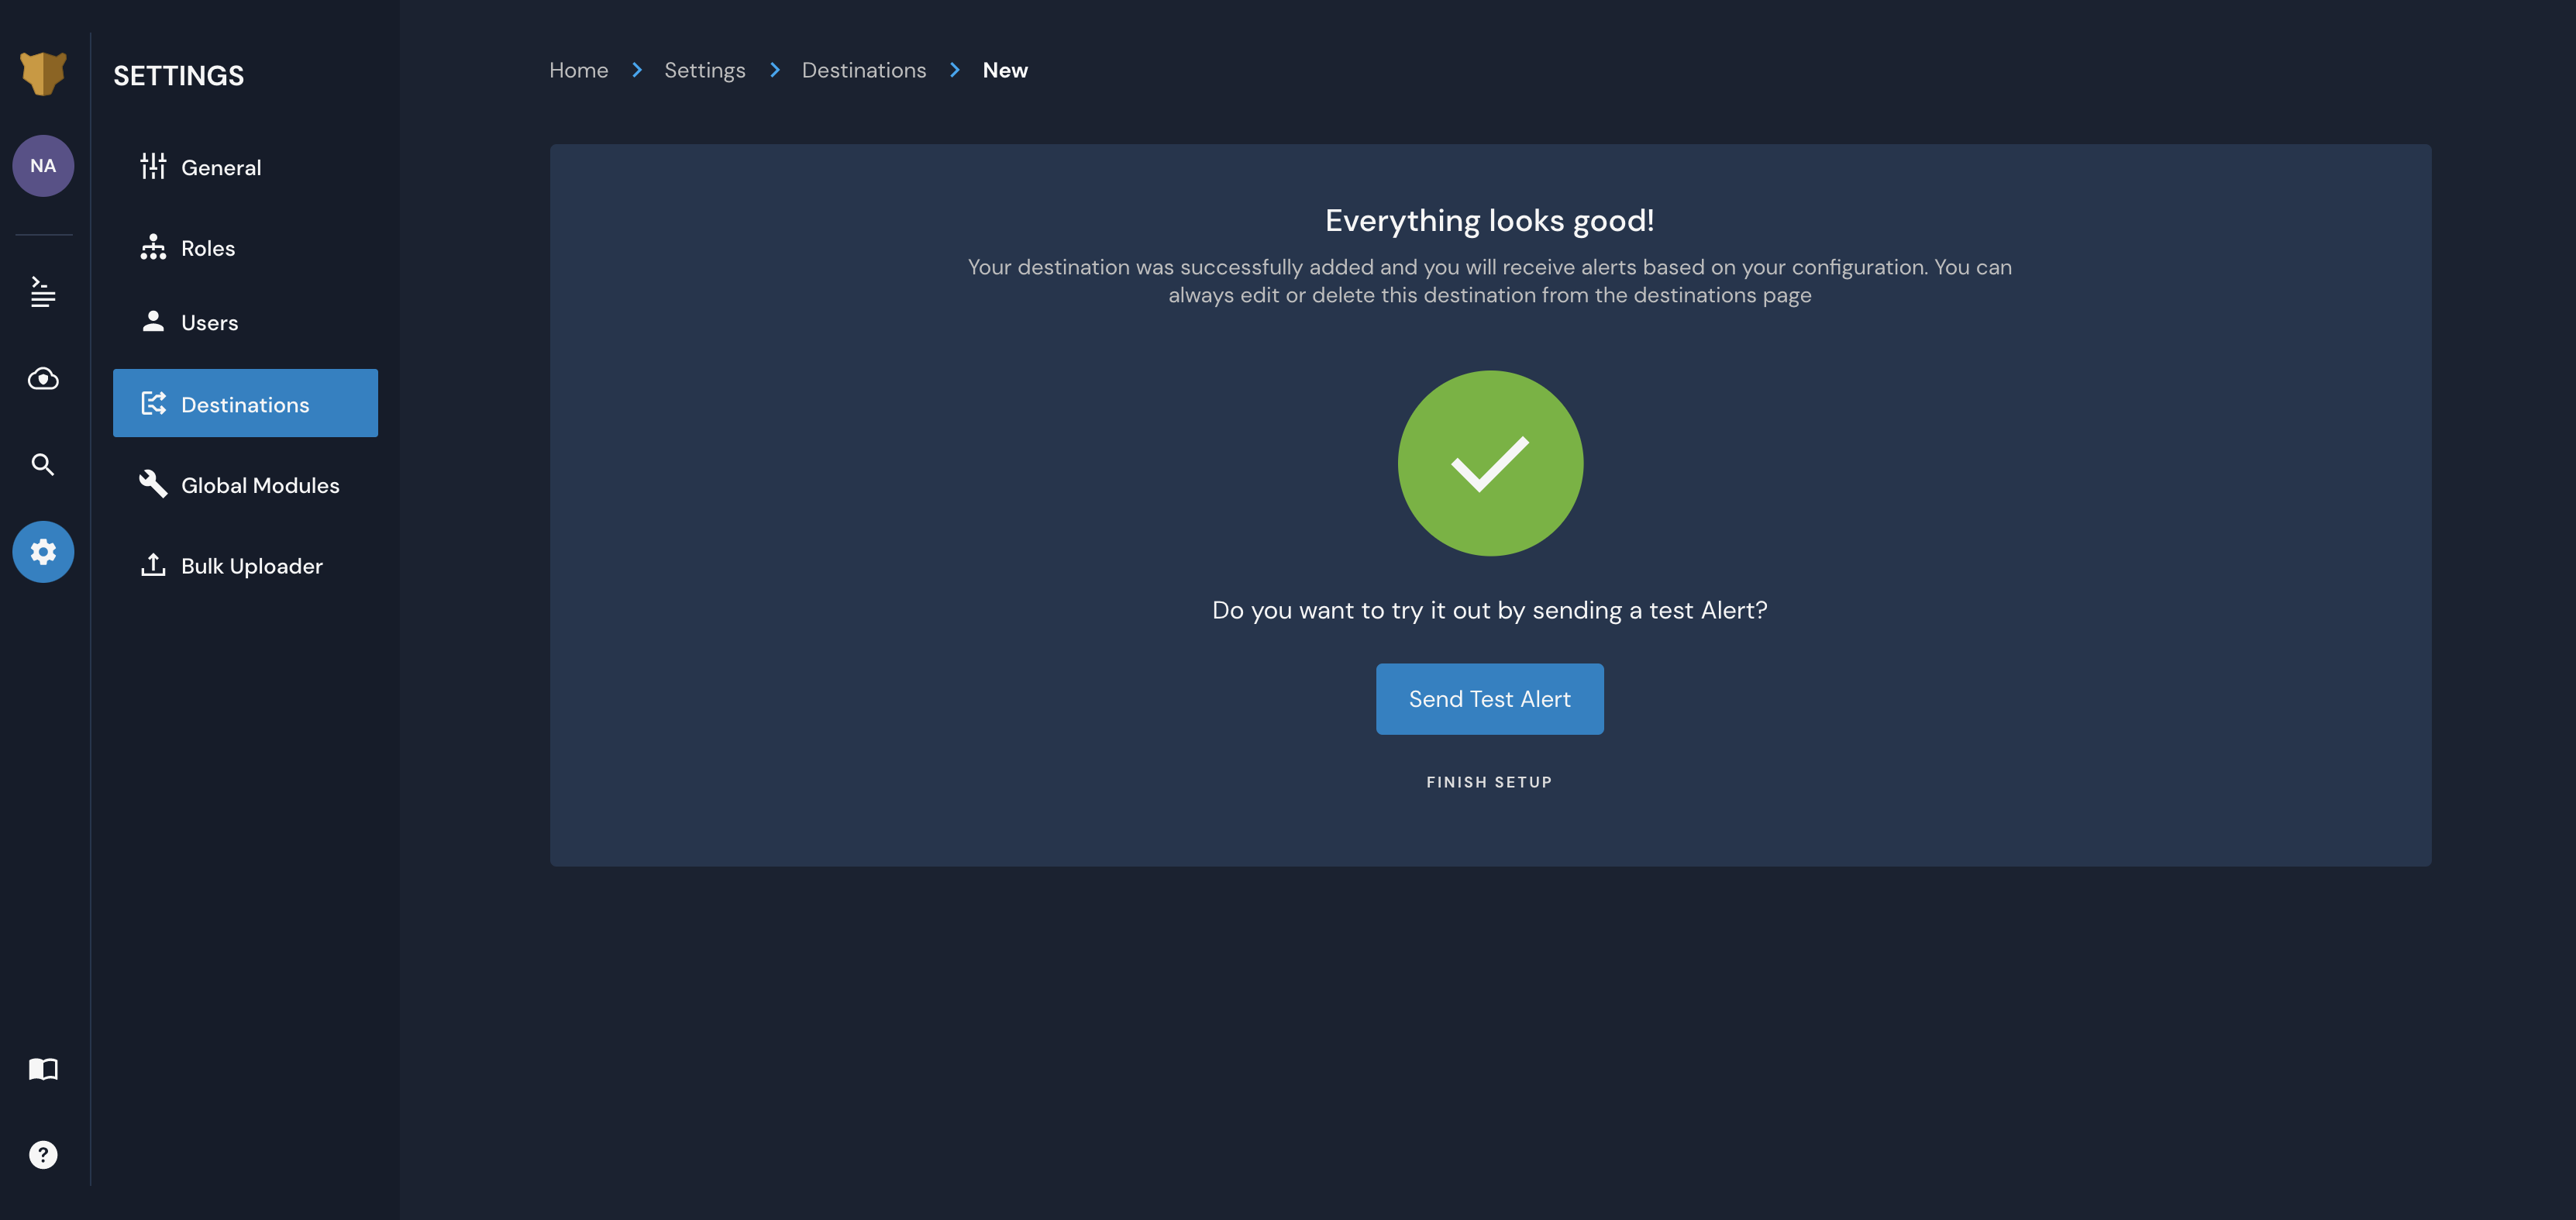 SETTINGS
NA
General
Roles
Users
Destinations
Global Modules
Bulk Uploader
Home > Settings > Destinations > New
Everything looks good!
Your destination was successfully added and you will receive alerts based on your configuration. You can
always edit or delete this destination from the destinations page
Do you want to try it out by sending a test Alert?
Send Test Alert
FINISH SETUP
?